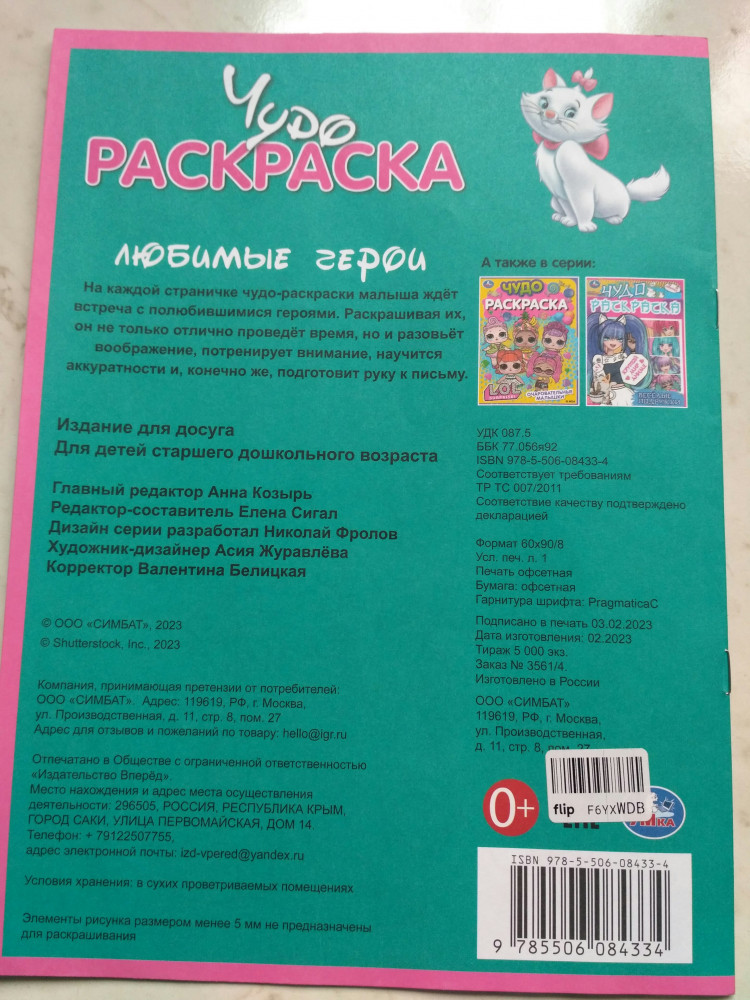 Чудо
РАСКРАСКА
ЛЮБИМЫЕ ГЕРОИ
На каждой страничке чудо-раскраски малыша ждёт
встреча с полюбившимися героями. Раскрашивая их,
он не только отлично проведёт время, но и разовьёт
воображение, потренирует внимание, научится
аккуратности и, конечно же, подготовит руку к письму.
А также в серии:
ЧУДО
РАСКРАСКА
L.O.L.
ОЧАРОВАТЕЛЬНЫЕ
МАЛЫШКИ
ЧУДО
РАСКРАСКА
Издание для досуга
Для детей старшего дошкольного возраста
Главный редактор Анна Козырь
Редактор-составитель Елена Сигал
Дизайн серии разработал Николай Фролов
Художник-дизайнер Асия Журавлёва
Корректор Валентина Белицкая
© ООО «СИМБАТ», 2023
© Shutterstock, Inc., 2023
Компания, принимающая претензии от потребителей:
ООО «СИМБАТ». Адрес: 119619, РФ, г. Москва,
ул. Производственная, д. 11, стр. 8, пом. 27
Адрес для отзывов и пожеланий по товару: hello@igr.ru
Отпечатано в Обществе с ограниченной ответственностью
«Издательство Вперёд».
Место нахождения и адрес места осуществления
деятельности: 296505, РОССИЯ, РЕСПУБЛИКА КРЫМ,
ГОРОД САКИ, УЛИЦА ПЕРВОМАЙСКАЯ, ДОМ 14.
Телефон: + 79122507755,
адрес электронной почты: izd-vpered@yandex.ru
Условия хранения: в сухих проветриваемых помещениях
Элементы рисунка размером менее 5 мм не предназначены
для раскрашивания
УДК 087.5
ББК 77.056я92
ISBN 978-5-506-08433-4
Соответствует требованиям
ТР ТС 007/2011
Соответствие качеству подтверждено
декларацией
Формат 60х90/8
Усл. печ. л. 1
Печать офсетная
Бумага: офсетная
Гарнитура шрифта: PragmaticaC
Подписано в печать 03.02.2023
Дата изготовления: 02.2023
Тираж 5 000 экз.
Заказ № 3561/4.
Изготовлено в России
ООО «СИМБАТ»
119619, РФ, г. Москва,
ул. Производственная,
д. 11, стр. 8, пом. 27
0+
flip F6YXWDB
УМка
ISBN 978-5-506-08433-4
9 785506 084334